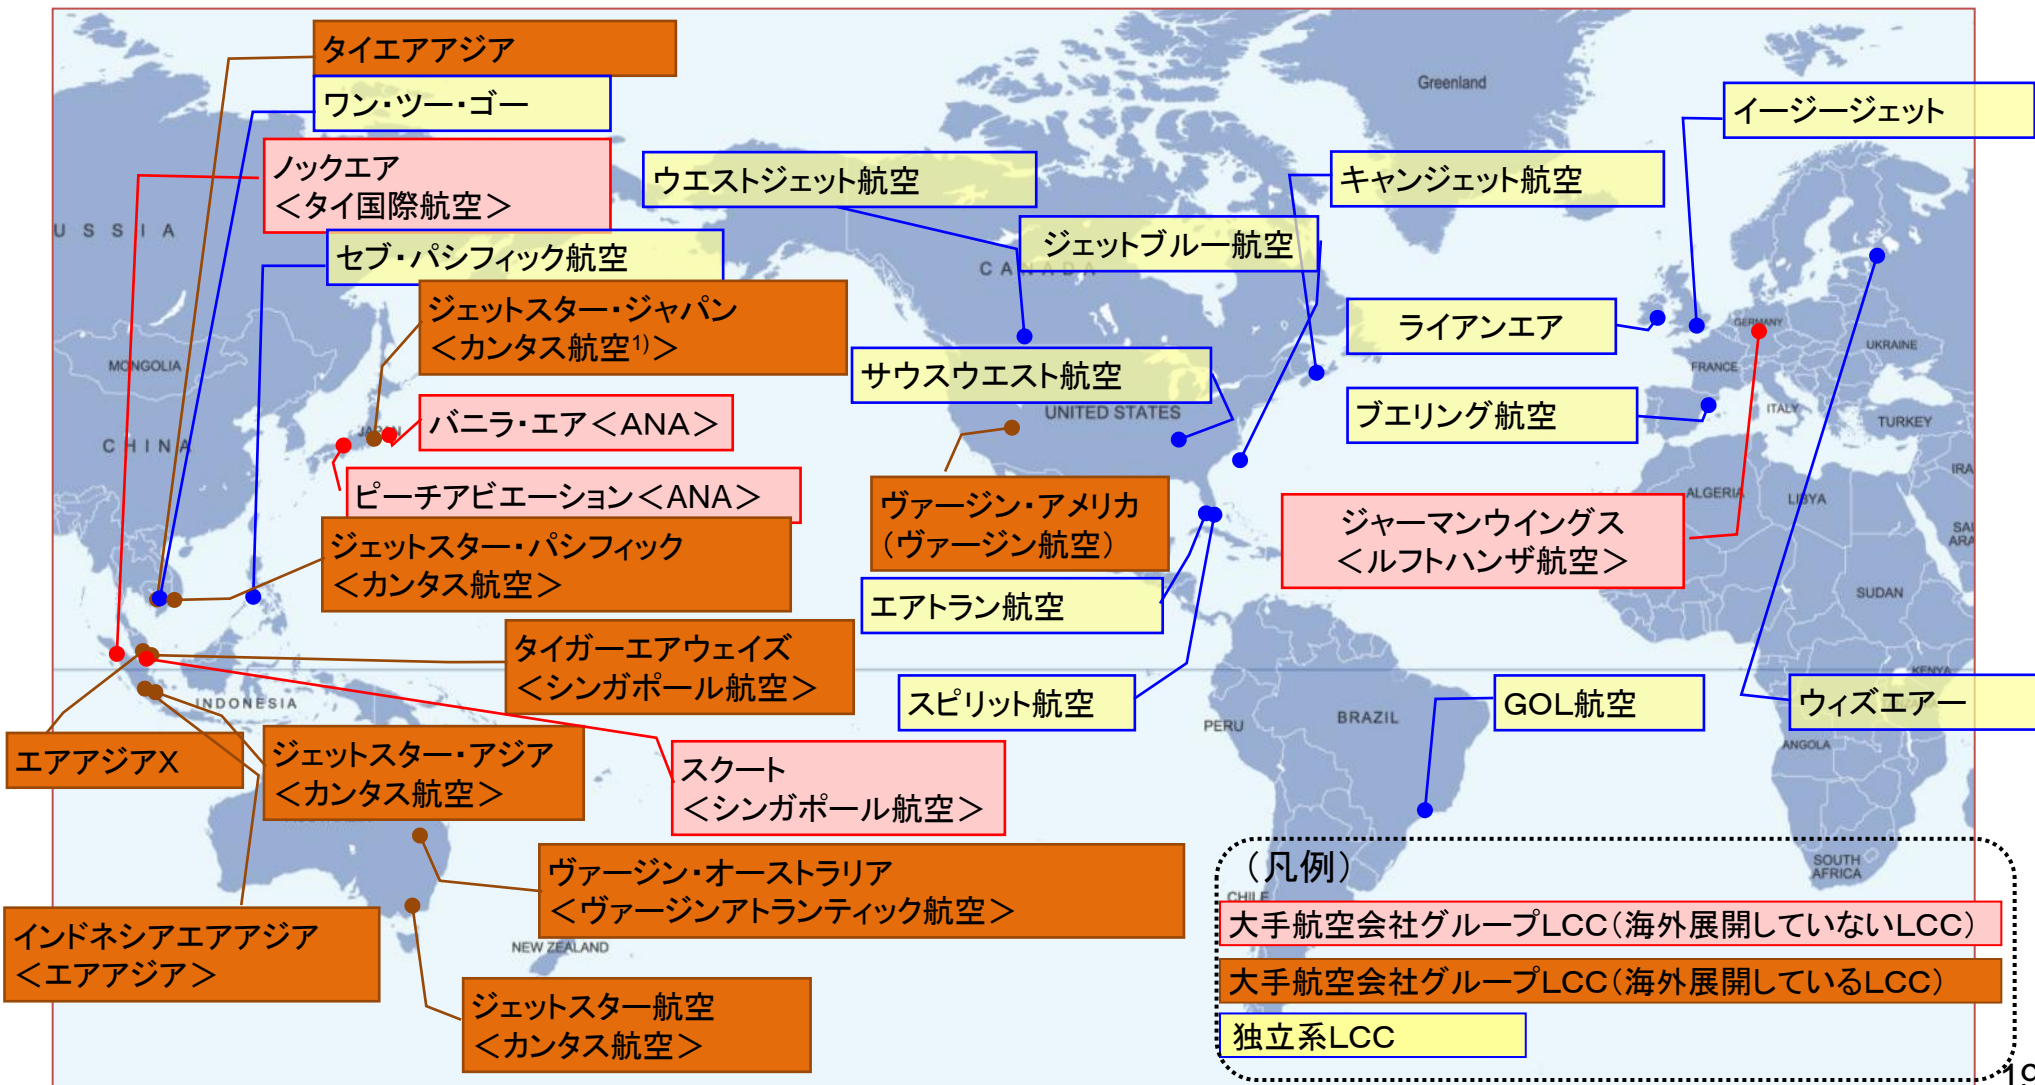 タイエアアジア
ワン・ツー・ゴー
ノックエア
＜タイ国際航空＞
セブ・パシフィック航空
ジェットスター・ジャパン
＜カンタス航空1)＞
バニラ・エア＜ANA＞
ピーチアビエーション＜ANA＞
ジェットスター・パシフィック
＜カンタス航空＞
タイガーエアウェイズ
＜シンガポール航空＞
エアアジアX
ジェットスター・アジア
＜カンタス航空＞
スクート
＜シンガポール航空＞
ヴァージン・オーストラリア
＜ヴァージンアトランティック航空＞
インドネシアエアアジア
＜エアアジア＞
ジェットスター航空
＜カンタス航空＞
ウエストジェット航空
キャンジェット航空
ジェットブルー航空
サウスウエスト航空
ヴァージン・アメリカ
（ヴァージン航空）
エアトラン航空
スピリット航空
GOL航空
イージージェット
ライアンエア
ブエリング航空
ジャーマンウイングス
＜ルフトハンザ航空＞
ウィズエアー
（凡例）
大手航空会社グループLCC（海外展開していないLCC）
大手航空会社グループLCC（海外展開しているLCC）
独立系LCC
Greenland
USSIA
CANADA
MONGOLIA
CHINA
UNITED STATES
GERMANY
FRANCE
UKRAINE
ITALY
TURKEY
IRA
ALGERIA
LIBYA
SAU
ARA
SUDAN
KENYA
INDONESIA
PERU
BRAZIL
ANGOLA
SOUTH
AFRICA
CHILE
NEW ZEALAND
19